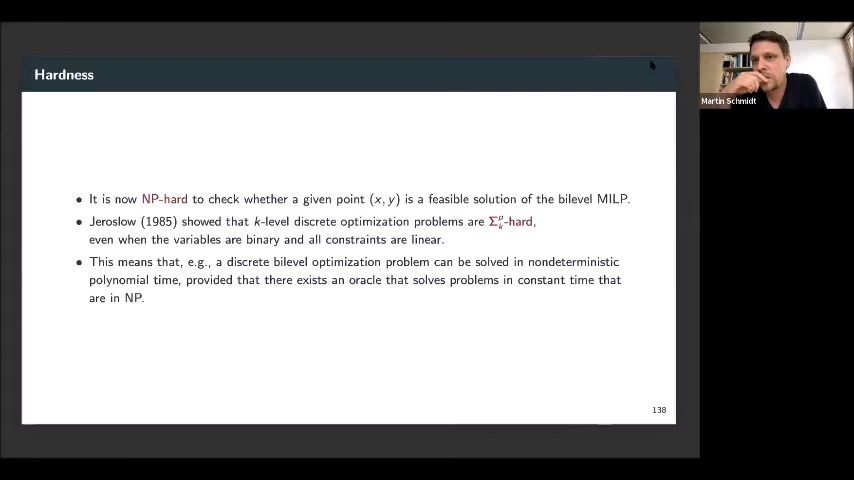 Hardness
Martin Schmidt
• It is now NP-hard to check whether a given point (x, y) is a feasible solution of the bilevel MILP.
• Jeroslow (1985) showed that k-level discrete optimization problems are Σₖᵖ-hard,
even when the variables are binary and all constraints are linear.
• This means that, e.g., a discrete bilevel optimization problem can be solved in nondeterministic
polynomial time, provided that there exists an oracle that solves problems in constant time that
are in NP.
138